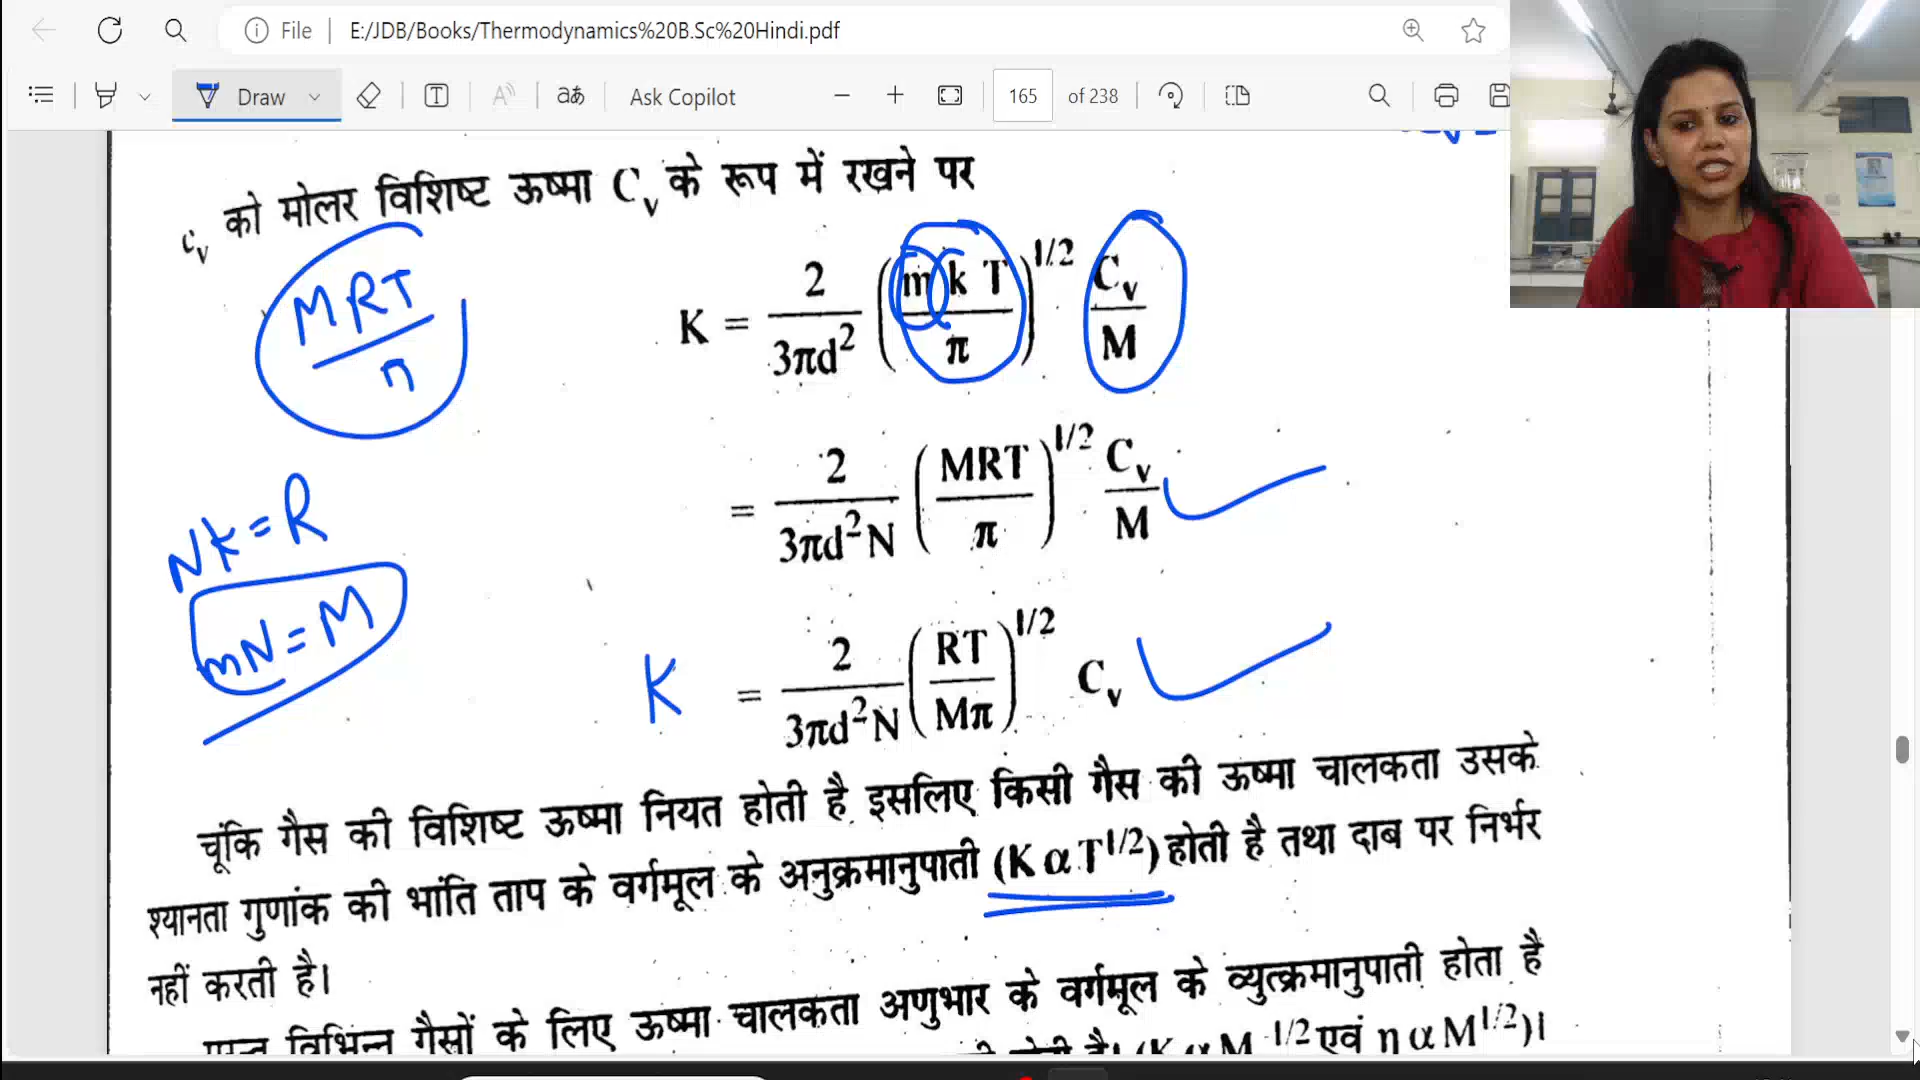 File E:/JDB/Books/Thermodynamics%20B.Sc%20Hindi.pdf
Draw Ask Copilot 165 of 238
c_v को मोलर विशिष्ट ऊष्मा C_v के रूप में रखने पर
MRT/π
K = 2/3πd² (m k T/π)^1/2 C_v/M
= 2/3πd²N (MRT/π)^1/2 C_v/M
Nk = R
mN = M
K = 2/3πd²N (RT/Mπ)^1/2 C_v
चूंकि गैस की विशिष्ट ऊष्मा नियत होती है इसलिए किसी गैस की ऊष्मा चालकता उसके
श्यानता गुणांक की भांति ताप के वर्गमूल के अनुक्रमानुपाती (K α T^1/2) होती है तथा दाब पर निर्भर
नहीं करती है।
विभिन्न गैसों के लिए ऊष्मा चालकता अणुभार के वर्गमूल के व्युत्क्रमानुपाती होता है
(K α M^-1/2 एवं η α M^1/2)।